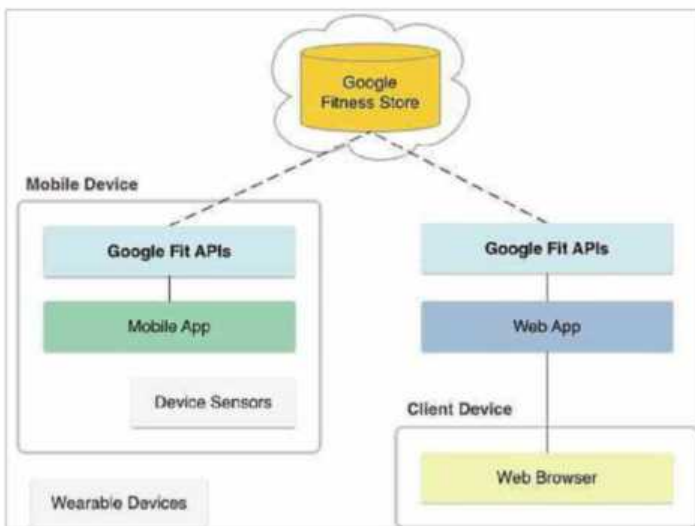 Google
Fitness Store
Mobile Device
Google Fit APIs
Google Fit APIs
Mobile App
Web App
Device Sensors
Client Device
Web Browser
Wearable Devices